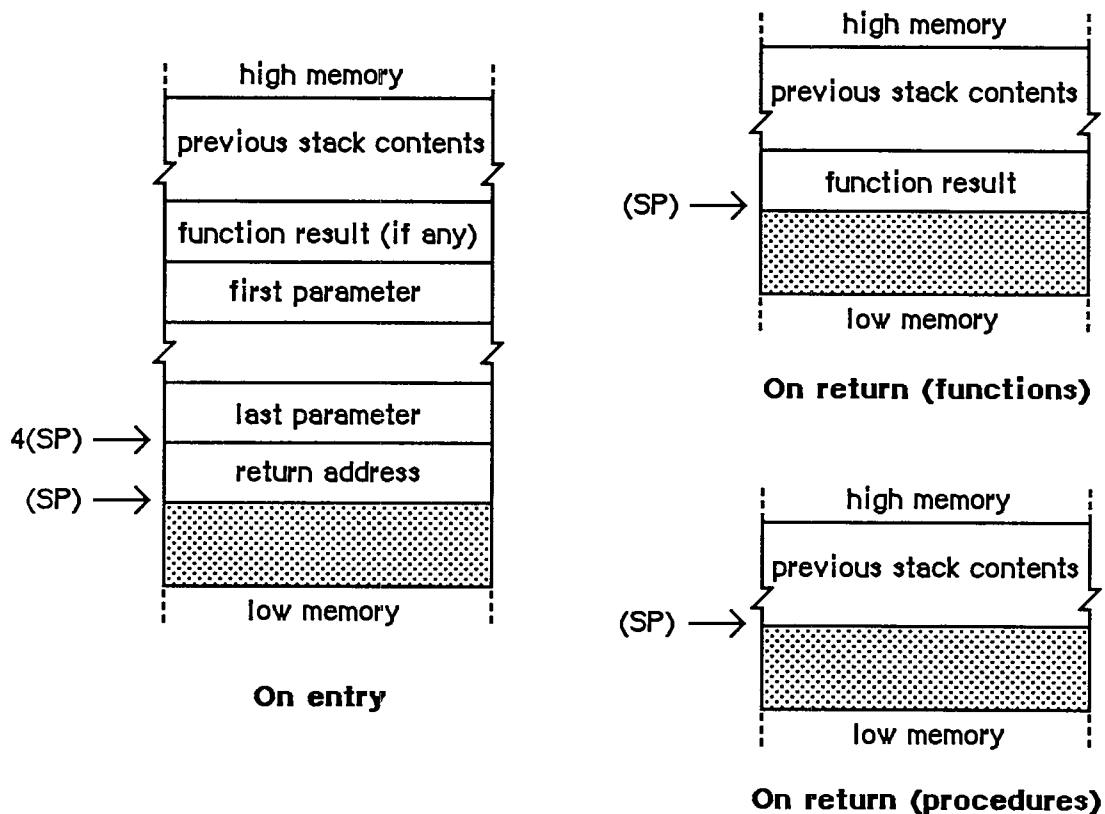 high memory
previous stack contents
function result (if any)
first parameter
last parameter
4(SP)
return address
(SP)
low memory
On entry
high memory
previous stack contents
function result
(SP)
low memory
On return (functions)
high memory
previous stack contents
(SP)
low memory
On return (procedures)